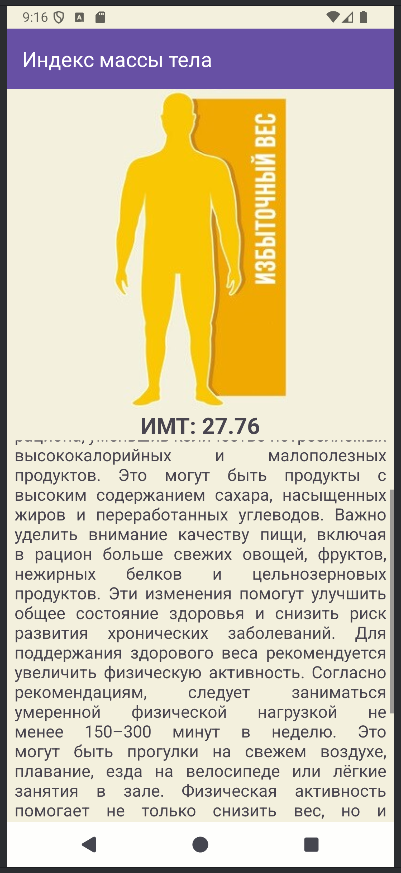 9:16
Индекс массы тела
ИЗБЫТОЧНЫЙ ВЕС
ИМТ: 27.76
высококалорийных и малополезных
продуктов. Это могут быть продукты с
высоким содержанием сахара, насыщенных
жиров и переработанных углеводов. Важно
уделить внимание качеству пищи, включая
в рацион больше свежих овощей, фруктов,
нежирных белков и цельнозерновых
продуктов. Эти изменения помогут улучшить
общее состояние здоровья и снизить риск
развития хронических заболеваний. Для
поддержания здорового веса рекомендуется
увеличить физическую активность. Согласно
рекомендациям, следует заниматься
умеренной физической нагрузкой не
менее 150–300 минут в неделю. Это
могут быть прогулки на свежем воздухе,
плавание, езда на велосипеде или лёгкие
занятия в зале. Физическая активность
помогает не только снизить вес, но и